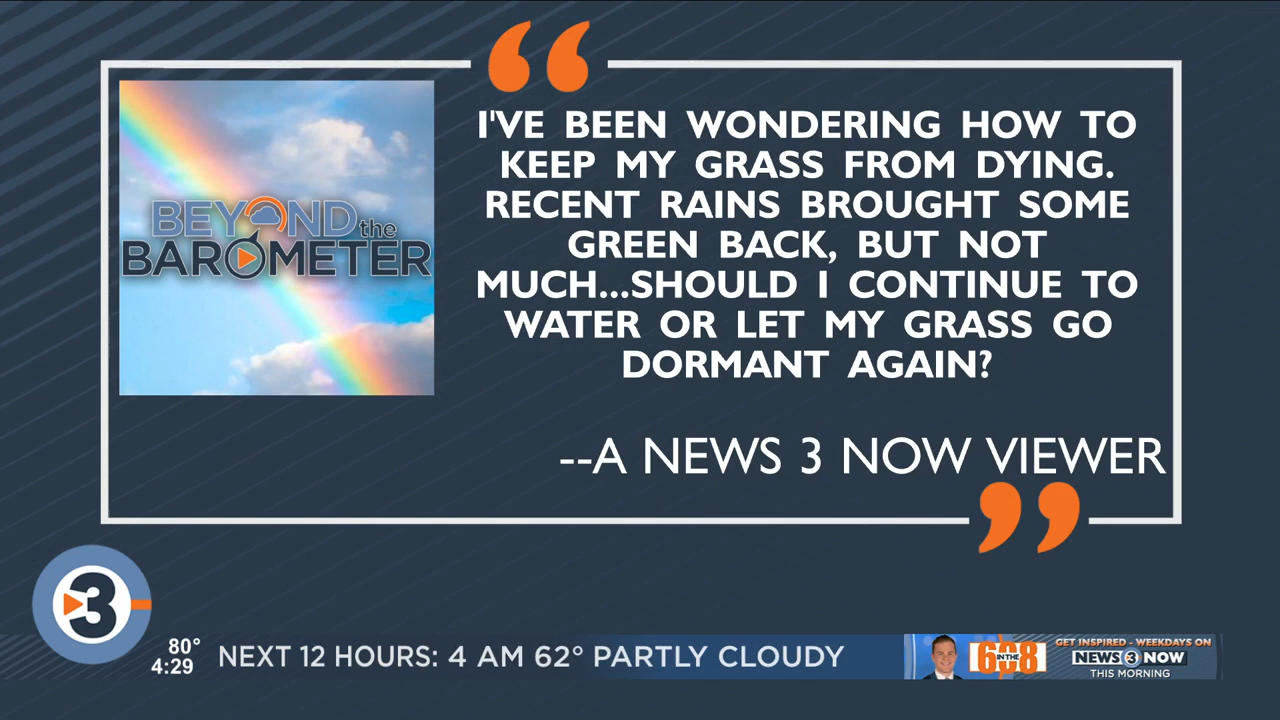 I'VE BEEN WONDERING HOW TO
KEEP MY GRASS FROM DYING.
RECENT RAINS BROUGHT SOME
GREEN BACK, BUT NOT
MUCH...SHOULD I CONTINUE TO
WATER OR LET MY GRASS GO
DORMANT AGAIN?
--A NEWS 3 NOW VIEWER
BEYOND the
BAROMETER
3
80°
4:29
NEXT 12 HOURS: 4 AM 62° PARTLY CLOUDY
608
IN THE
GET INSPIRED - WEEKDAYS ON
NEWS 3 NOW
THIS MORNING